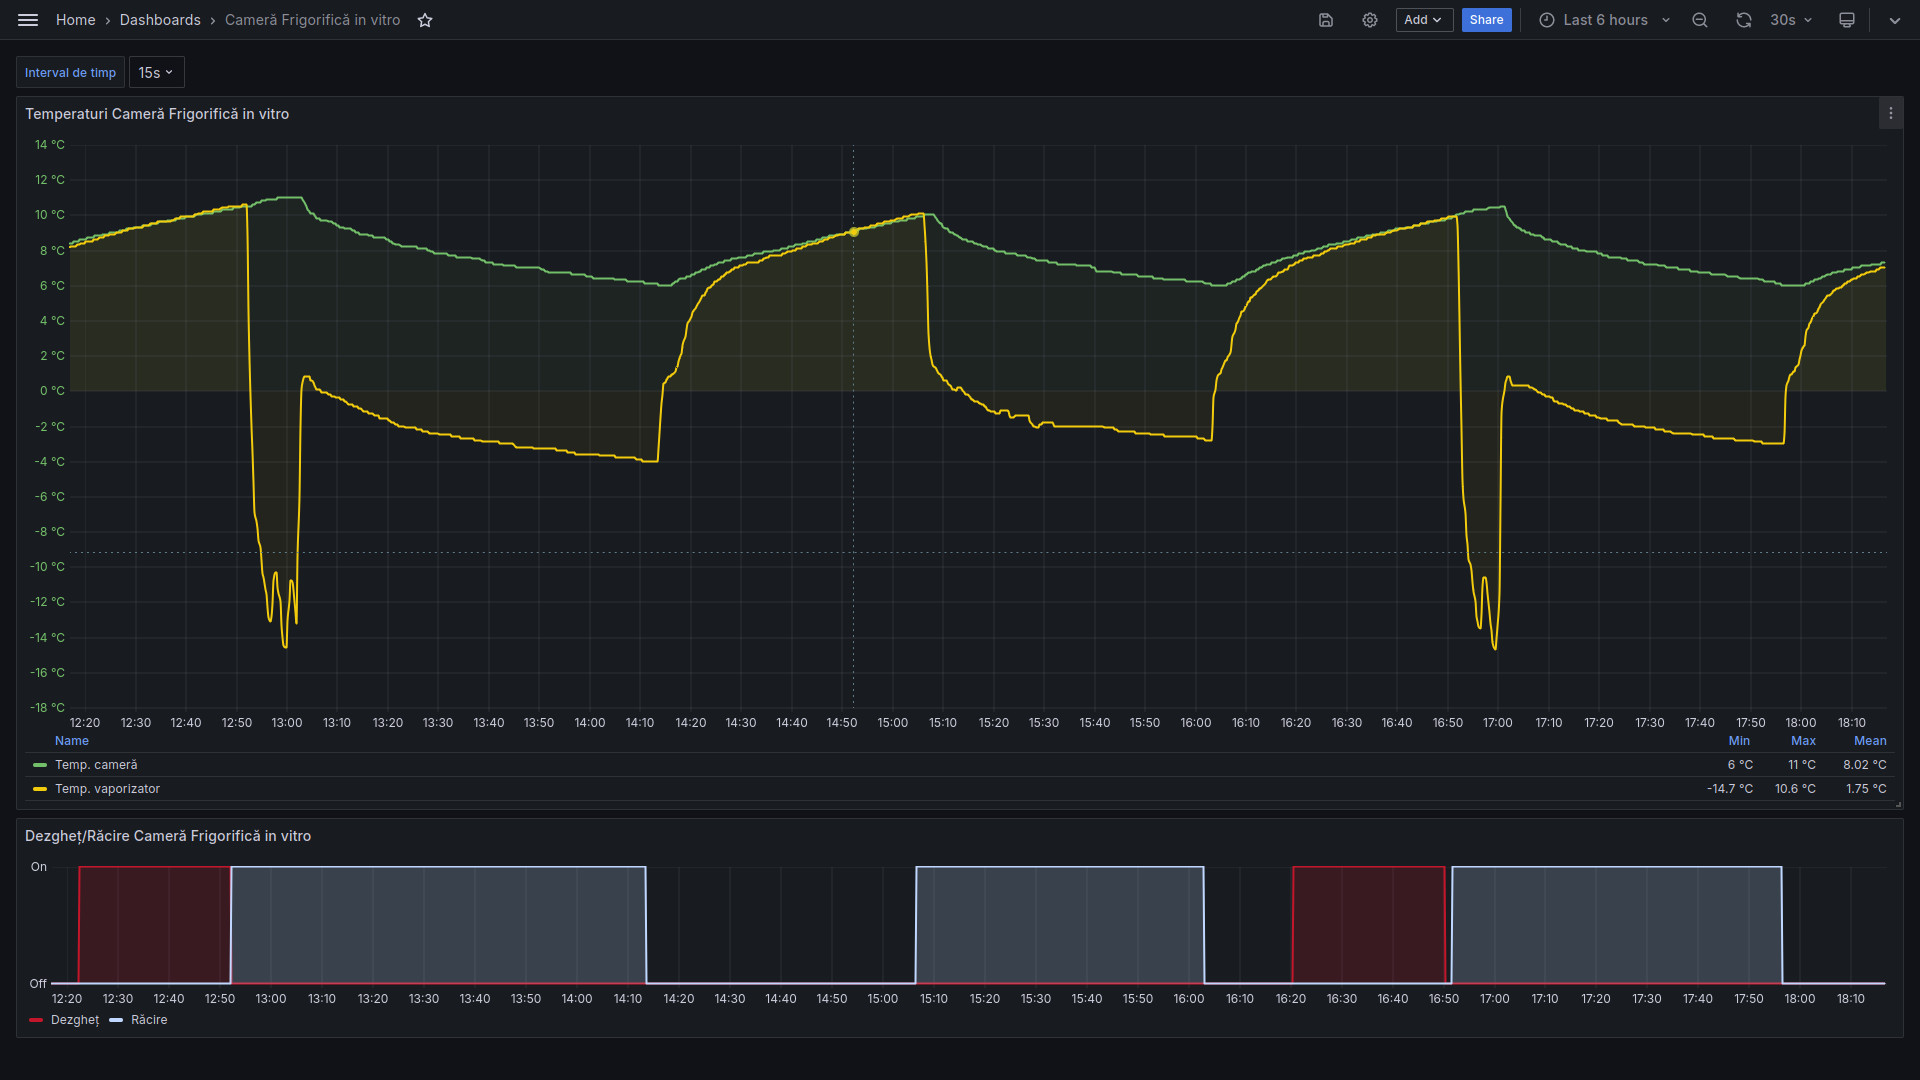 Home › Dashboards › Cameră Frigorifică in vitro Add Share Last 6 hours 30s
Interval de timp 15s
Temperaturi Cameră Frigorifică in vitro
14 °C
12 °C
10 °C
8 °C
6 °C
4 °C
2 °C
0 °C
-2 °C
-4 °C
-6 °C
-8 °C
-10 °C
-12 °C
-14 °C
-16 °C
-18 °C
12:20 12:30 12:40 12:50 13:00 13:10 13:20 13:30 13:40 13:50 14:00 14:10 14:20 14:30 14:40 14:50 15:00 15:10 15:20 15:30 15:40 15:50 16:00 16:10 16:20 16:30 16:40 16:50 17:00 17:10 17:20 17:30 17:40 17:50 18:00 18:10
Name Min Max Mean
Temp. cameră 6 °C 11 °C 8.02 °C
Temp. vaporizator -14.7 °C 10.6 °C 1.75 °C
Dezgheț/Răcire Cameră Frigorifică in vitro
On
Off
12:20 12:30 12:40 12:50 13:00 13:10 13:20 13:30 13:40 13:50 14:00 14:10 14:20 14:30 14:40 14:50 15:00 15:10 15:20 15:30 15:40 15:50 16:00 16:10 16:20 16:30 16:40 16:50 17:00 17:10 17:20 17:30 17:40 17:50 18:00 18:10
Dezgheț Răcire